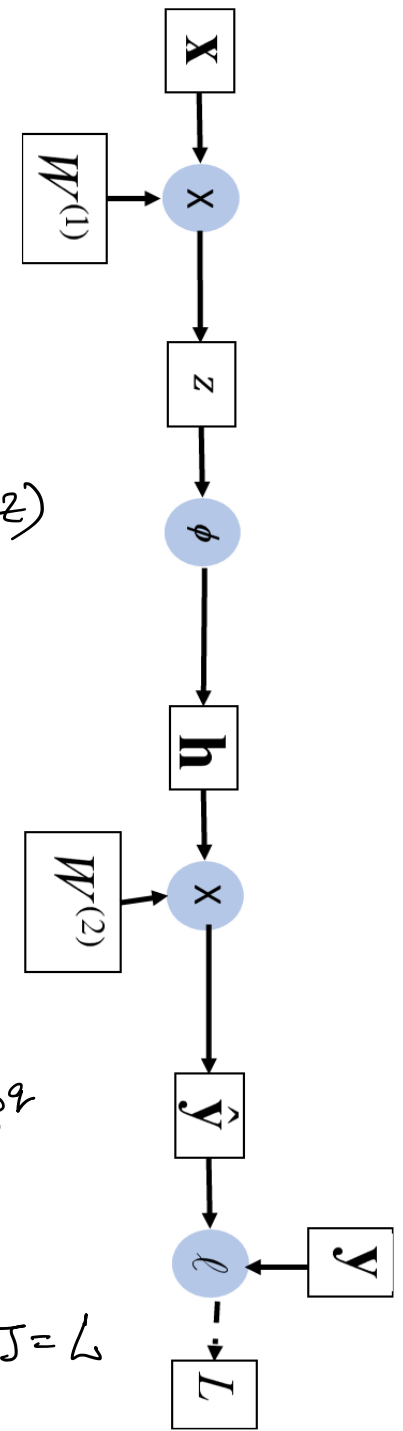 x
×
W(1)
z
z)
ϕ
h
×
W(2)
ŷ
q
y
ℓ
J = L
L